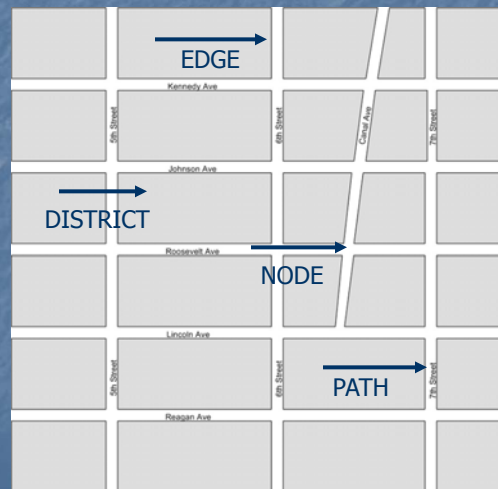 EDGE
Kennedy Ave
5th Street
6th Street
Canal Ave
7th Street
Johnson Ave
DISTRICT
Roosevelt Ave
NODE
Lincoln Ave
5th Street
6th Street
7th Street
PATH
Reagan Ave